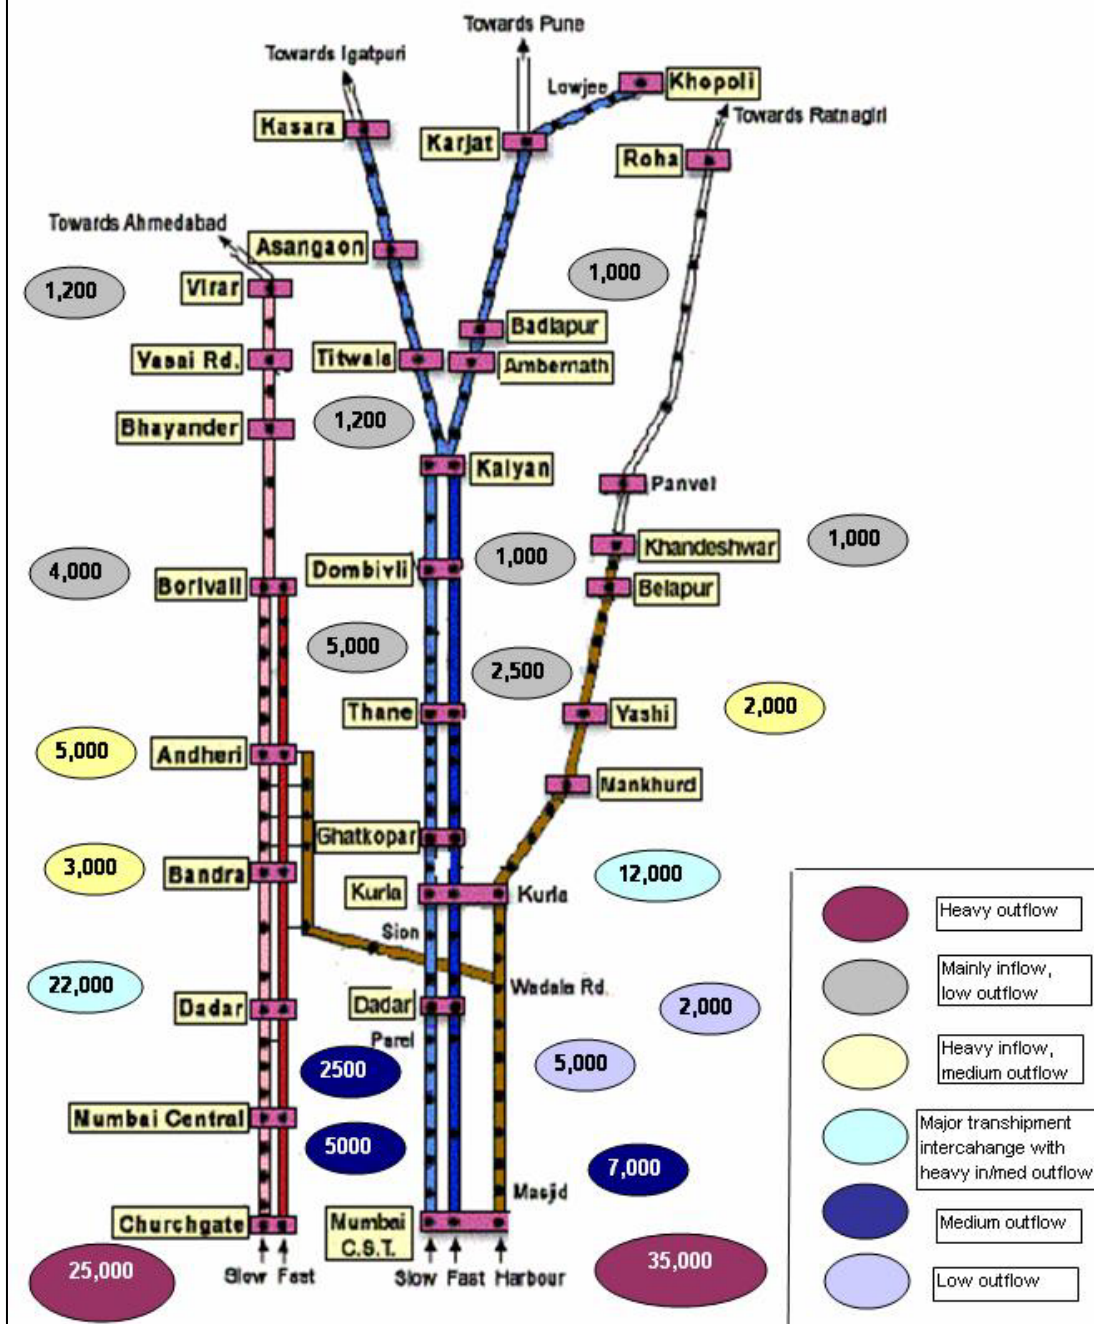 Towards Pune
Towards Igatpuri
Lowjee
Khopoli
Towards Ratnagiri
Kasara
Karjat
Roha
Towards Ahmedabad
Asangaon
1,000
Virar
1,200
Badlapur
Vasai Rd.
Titwala
Ambernath
1,200
Bhayander
Kalyan
Panvel
Khandeshwar
1,000
1,000
4,000
Dombivli
Borivali
Belapur
5,000
2,500
Thane
Vashi
2,000
5,000
Andheri
Mankhurd
Ghatkopar
3,000
Bandra
12,000
Kurla
Kurla
Sion
22,000
Wadala Rd.
Dadar
Dadar
2,000
Parel
2500
5,000
Mumbai Central
5000
7,000
Masjid
Churchgate
Mumbai
C.S.T.
25,000
35,000
Slow Fast
Slow Fast Harbour
Heavy outflow
Mainly inflow,
low outflow
Heavy inflow,
medium outflow
Major transhipment
intercahange with
heavy in/med outflow
Medium outflow
Low outflow